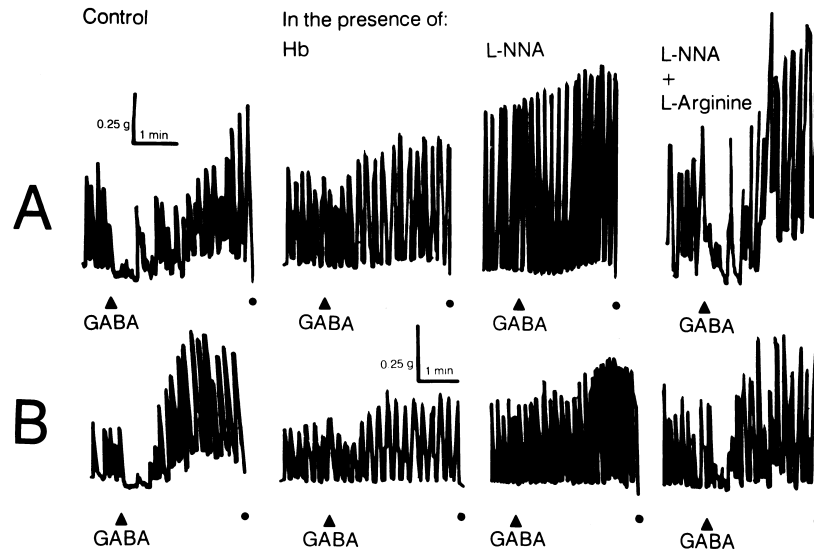 Control
In the presence of:
Hb
L-NNA
L-NNA
+
L-Arginine
0.25 g
1 min
A
GABA
GABA
GABA
GABA
0.25 g
1 min
B
GABA
GABA
GABA
GABA